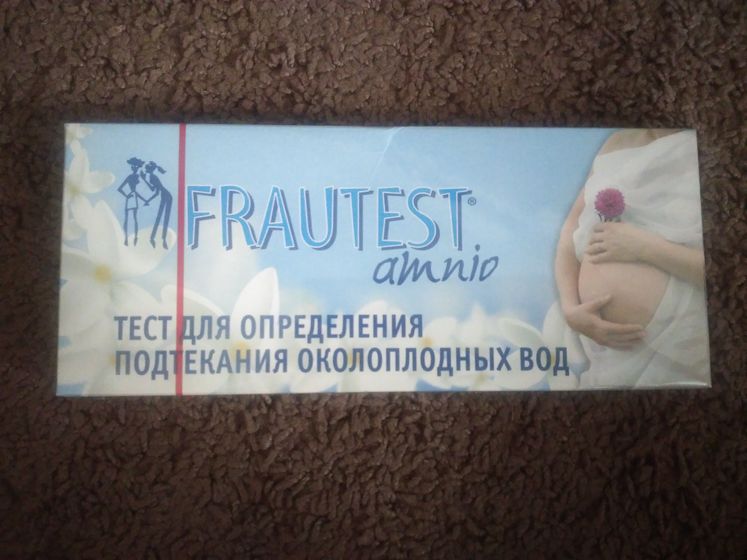 FRAUTEST®
amnio
ТЕСТ ДЛЯ ОПРЕДЕЛЕНИЯ
ПОДТЕКАНИЯ ОКОЛОПЛОДНЫХ ВОД